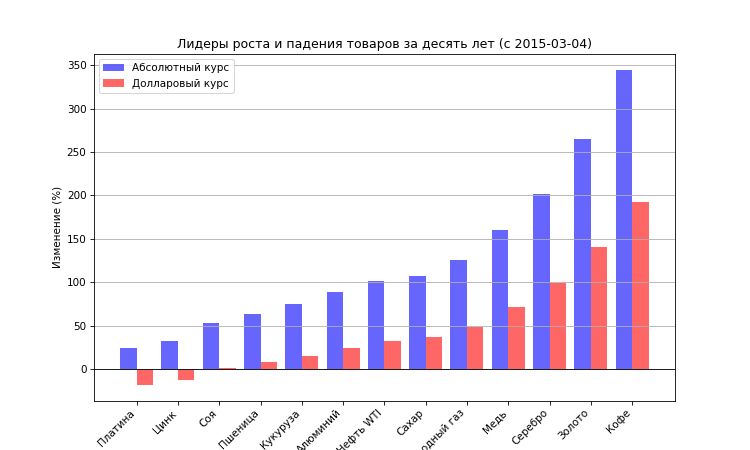 Лидеры роста и падения товаров за десять лет (с 2015-03-04)
Абсолютный курс
Долларовый курс
Изменение (%)
350
300
250
200
150
100
50
0
Платина
Цинк
Соя
Пшеница
Кукуруза
Алюминий
Нефть WTI
Сахар
одный газ
Медь
Серебро
Золото
Кофе